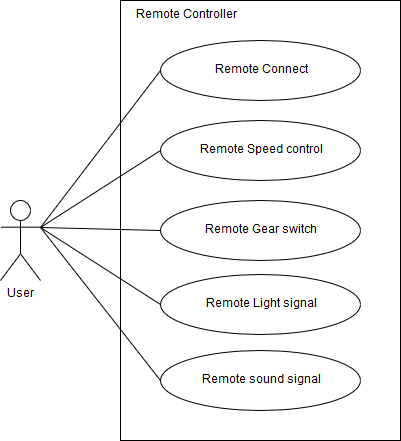 Remote Controller
Remote Connect
Remote Speed control
Remote Gear switch
User
Remote Light signal
Remote sound signal